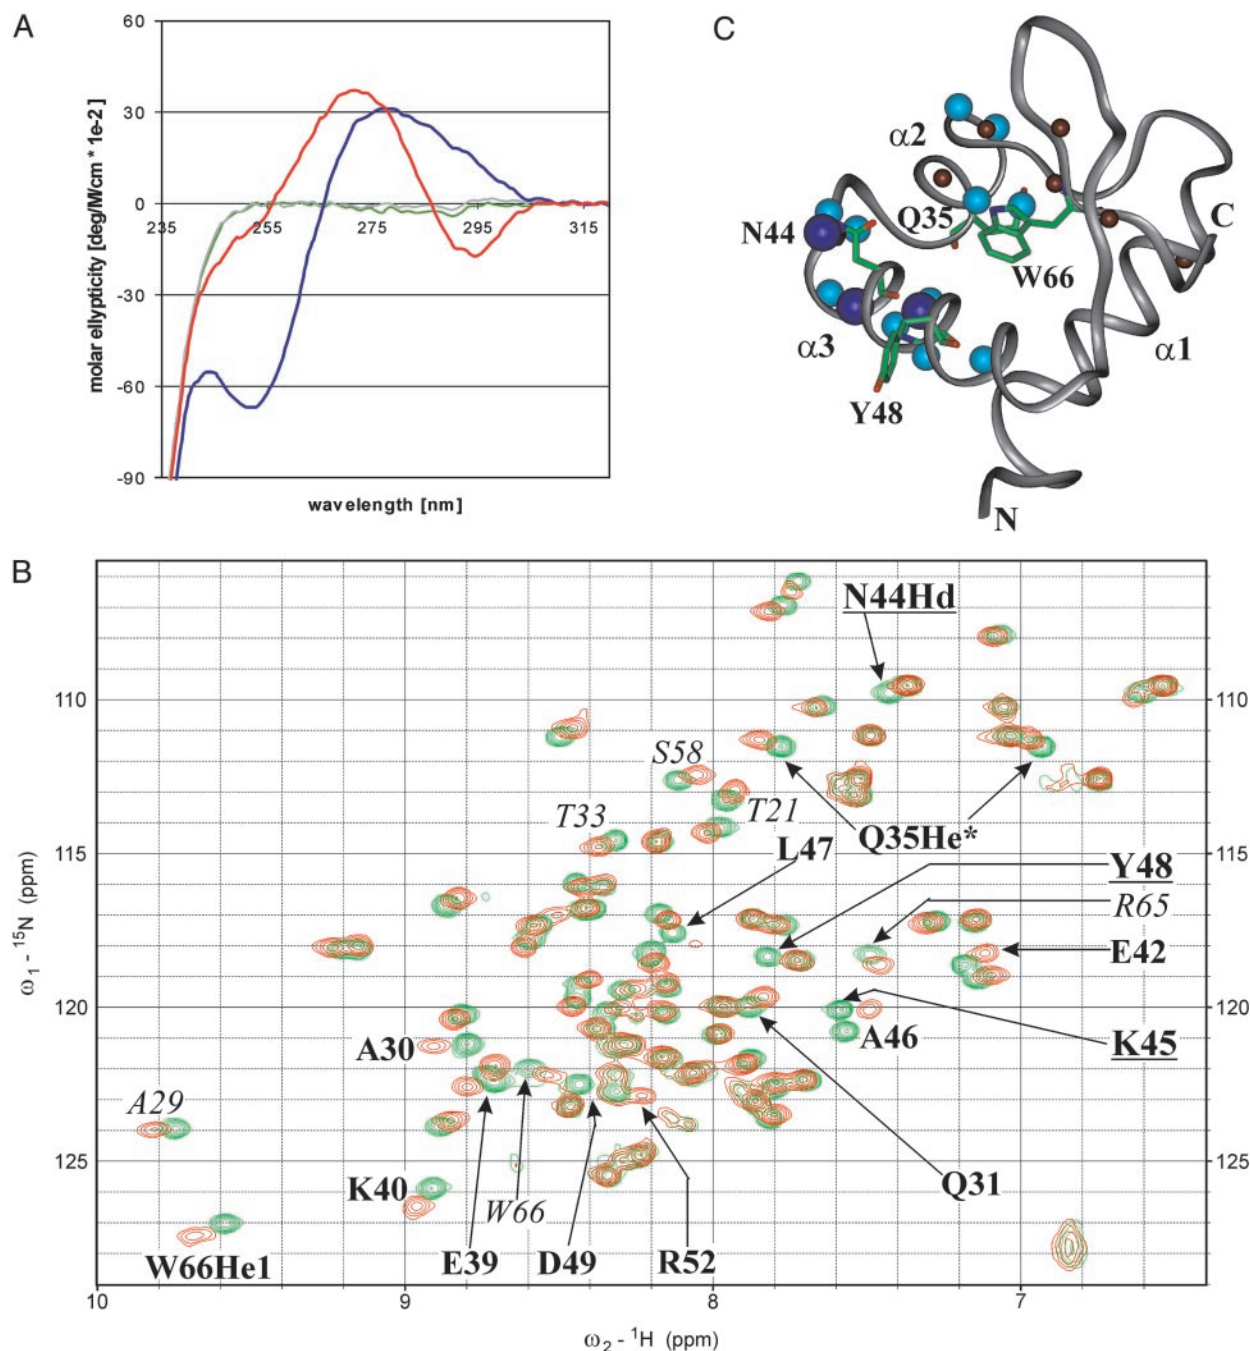 A
60
30
0
-30
-60
-90
235
255
275
295
315
molar ellypticity [deg/M/cm * 1e-2]
wavelength [nm]
C
α2
Q35
N44
C
W66
α3
α1
Y48
N
B
N44Hd
110
110
S58
T33
T21
Q35He*
L47
115
115
Y48
R65
E42
120
120
A46
K45
A30
A29
Q31
125
125
K40
W66
W66He1
E39
D49
R52
10
9
8
7
ω1 - 15N (ppm)
ω2 - 1H (ppm)